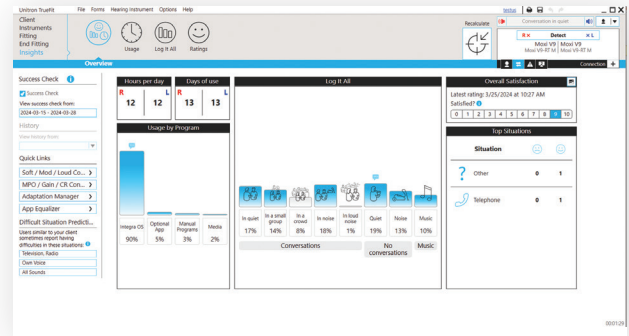 Unitron TrueFit
File Forms Hearing Instrument Options Help
testus
Client
Instruments
Fitting
End Fitting
Insights
Usage
Log It All
Ratings
Overview
Recalculate
Conversation in quiet
R Detect L
Moxi V9 Moxi V9
Moxi V9-RT M Moxi V9-RT M
Connection
Success Check
Success Check
View success check from:
2024-03-15 - 2024-03-28
History
View history from:
Quick Links
Soft / Mod / Loud Co...
MPO / Gain / CR Con...
Adaptation Manager
App Equalizer
Difficult Situation Predicti...
Users similar to your client
sometimes report having
difficulties in these situations:
Television, Radio
Own Voice
All Sounds
Hours per day
R L
12 12
Days of use
R L
13 13
Usage by Program
Integra OS
90%
Optional App
5%
Manual Programs
3%
Media
2%
Log It All
In quiet
17%
In a small group
14%
In a crowd
8%
In noise
18%
In loud noise
1%
Quiet
19%
Noise
13%
Music
10%
Conversations
No conversations
Music
Overall Satisfaction
Latest rating: 3/25/2024 at 10:27 AM
Satisfied?
0 1 2 3 4 5 6 7 8 9 10
Top Situations
Situation
? Other 0 1
Telephone 0 1
00:01:29